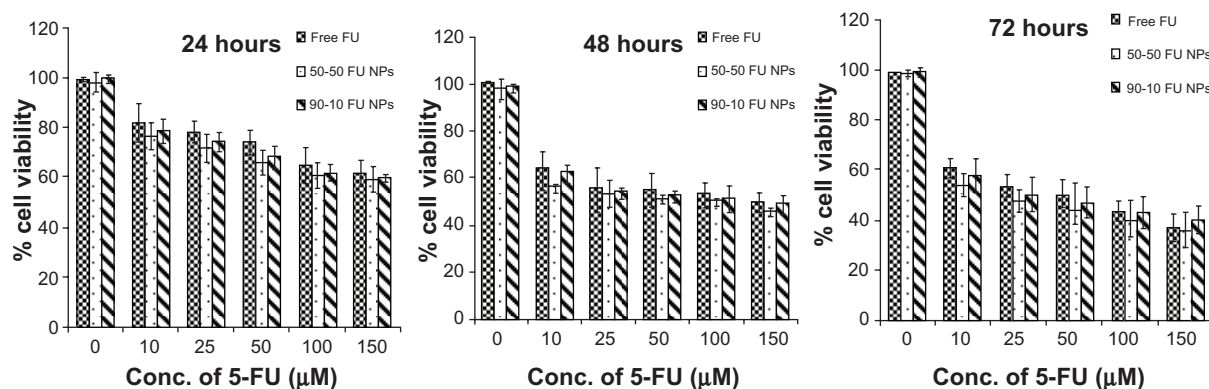 24 hours
% cell viability
120
100
80
60
40
20
0
0 10 25 50 100 150
Conc. of 5-FU (µM)
Free FU
50-50 FU NPs
90-10 FU NPs
48 hours
% cell viability
120
100
80
60
40
20
0
0 10 25 50 100 150
Conc. of 5-FU (µM)
Free FU
50-50 FU NPs
90-10 FU NPs
72 hours
% cell viability
120
100
80
60
40
20
0
0 10 25 50 100 150
Conc. of 5-FU (µM)
Free FU
50-50 FU NPs
90-10 FU NPs